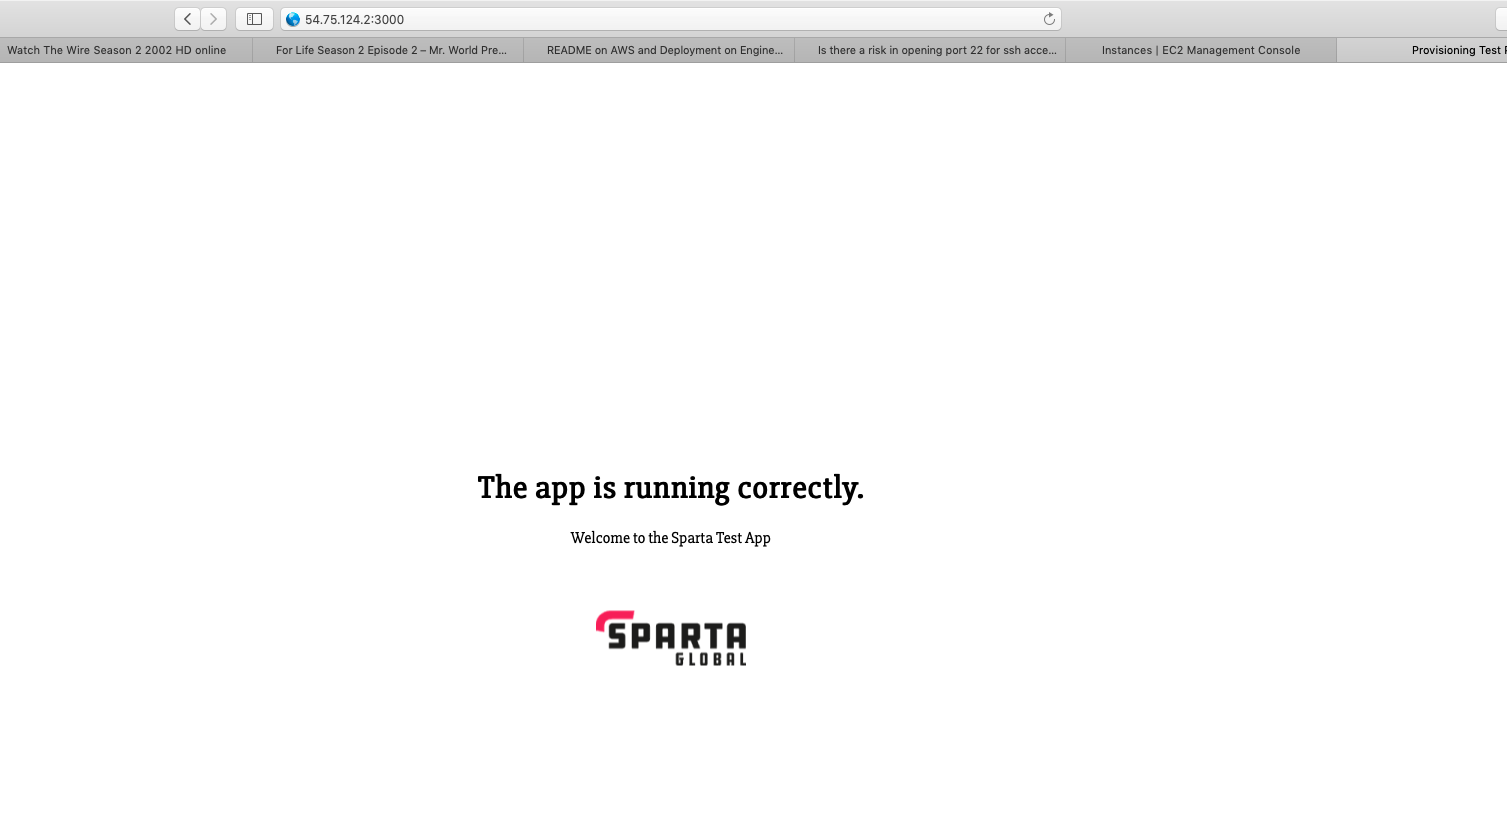 54.75.124.2:3000
Watch The Wire Season 2 2002 HD online
For Life Season 2 Episode 2 – Mr. World Pre...
README on AWS and Deployment on Engine...
Is there a risk in opening port 22 for ssh acce...
Instances | EC2 Management Console
Provisioning Test
The app is running correctly.
Welcome to the Sparta Test App
SPARTA
GLOBAL